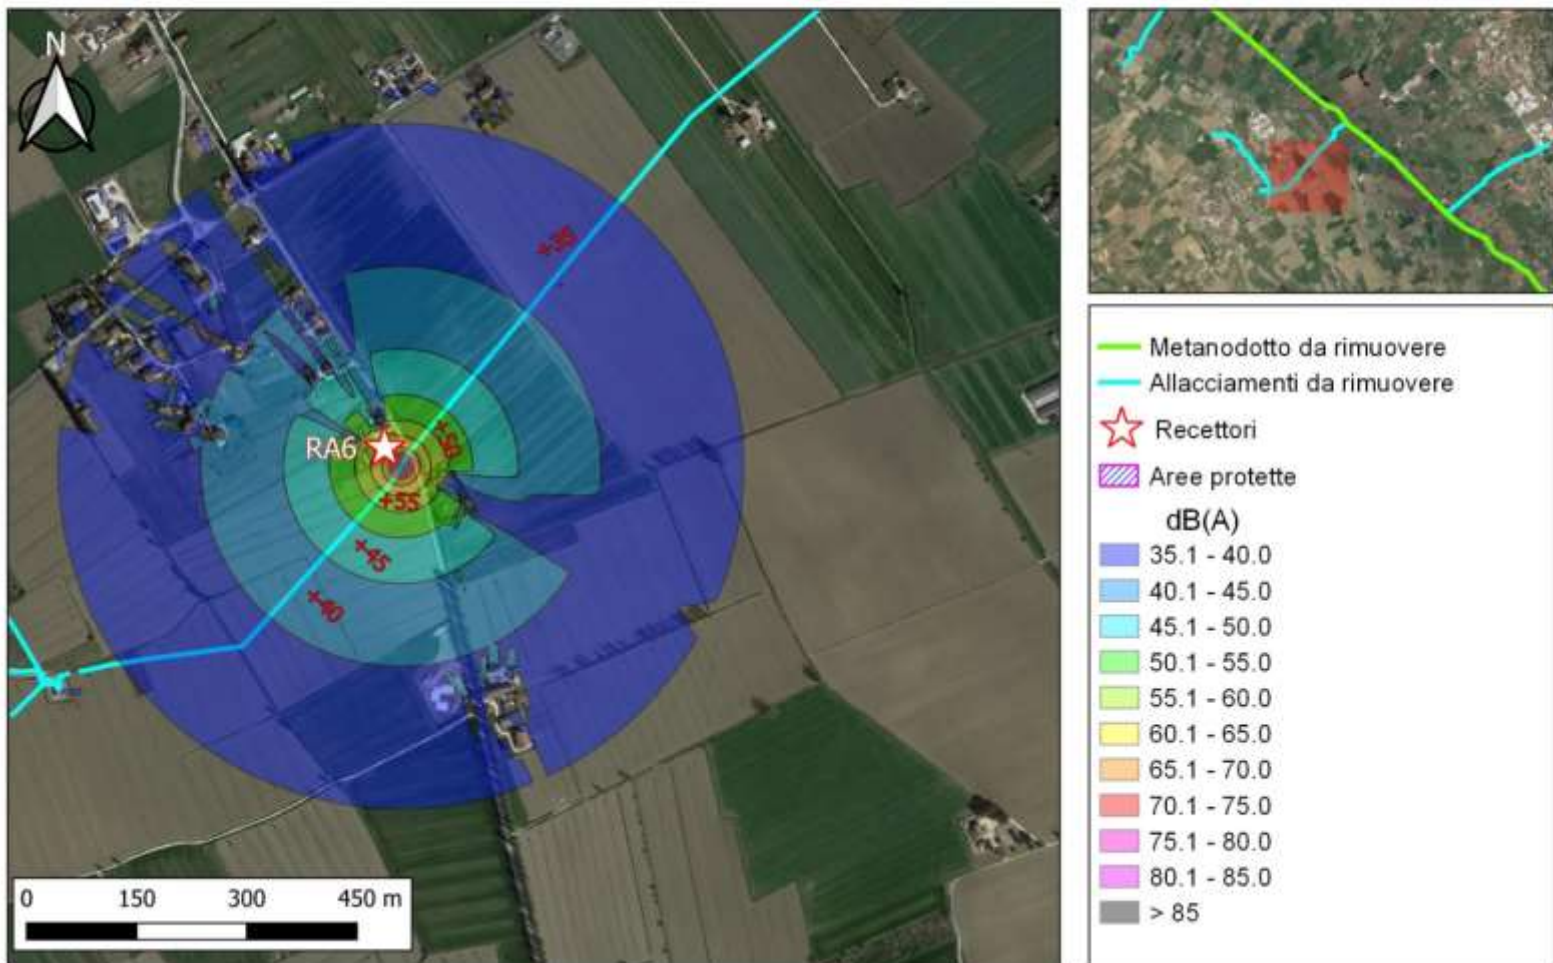 N
+35
RA6
+50
+55
+45
+40
0 150 300 450 m
Metanodotto da rimuovere
Allacciamenti da rimuovere
Recettori
Aree protette
dB(A)
35.1 - 40.0
40.1 - 45.0
45.1 - 50.0
50.1 - 55.0
55.1 - 60.0
60.1 - 65.0
65.1 - 70.0
70.1 - 75.0
75.1 - 80.0
80.1 - 85.0
> 85